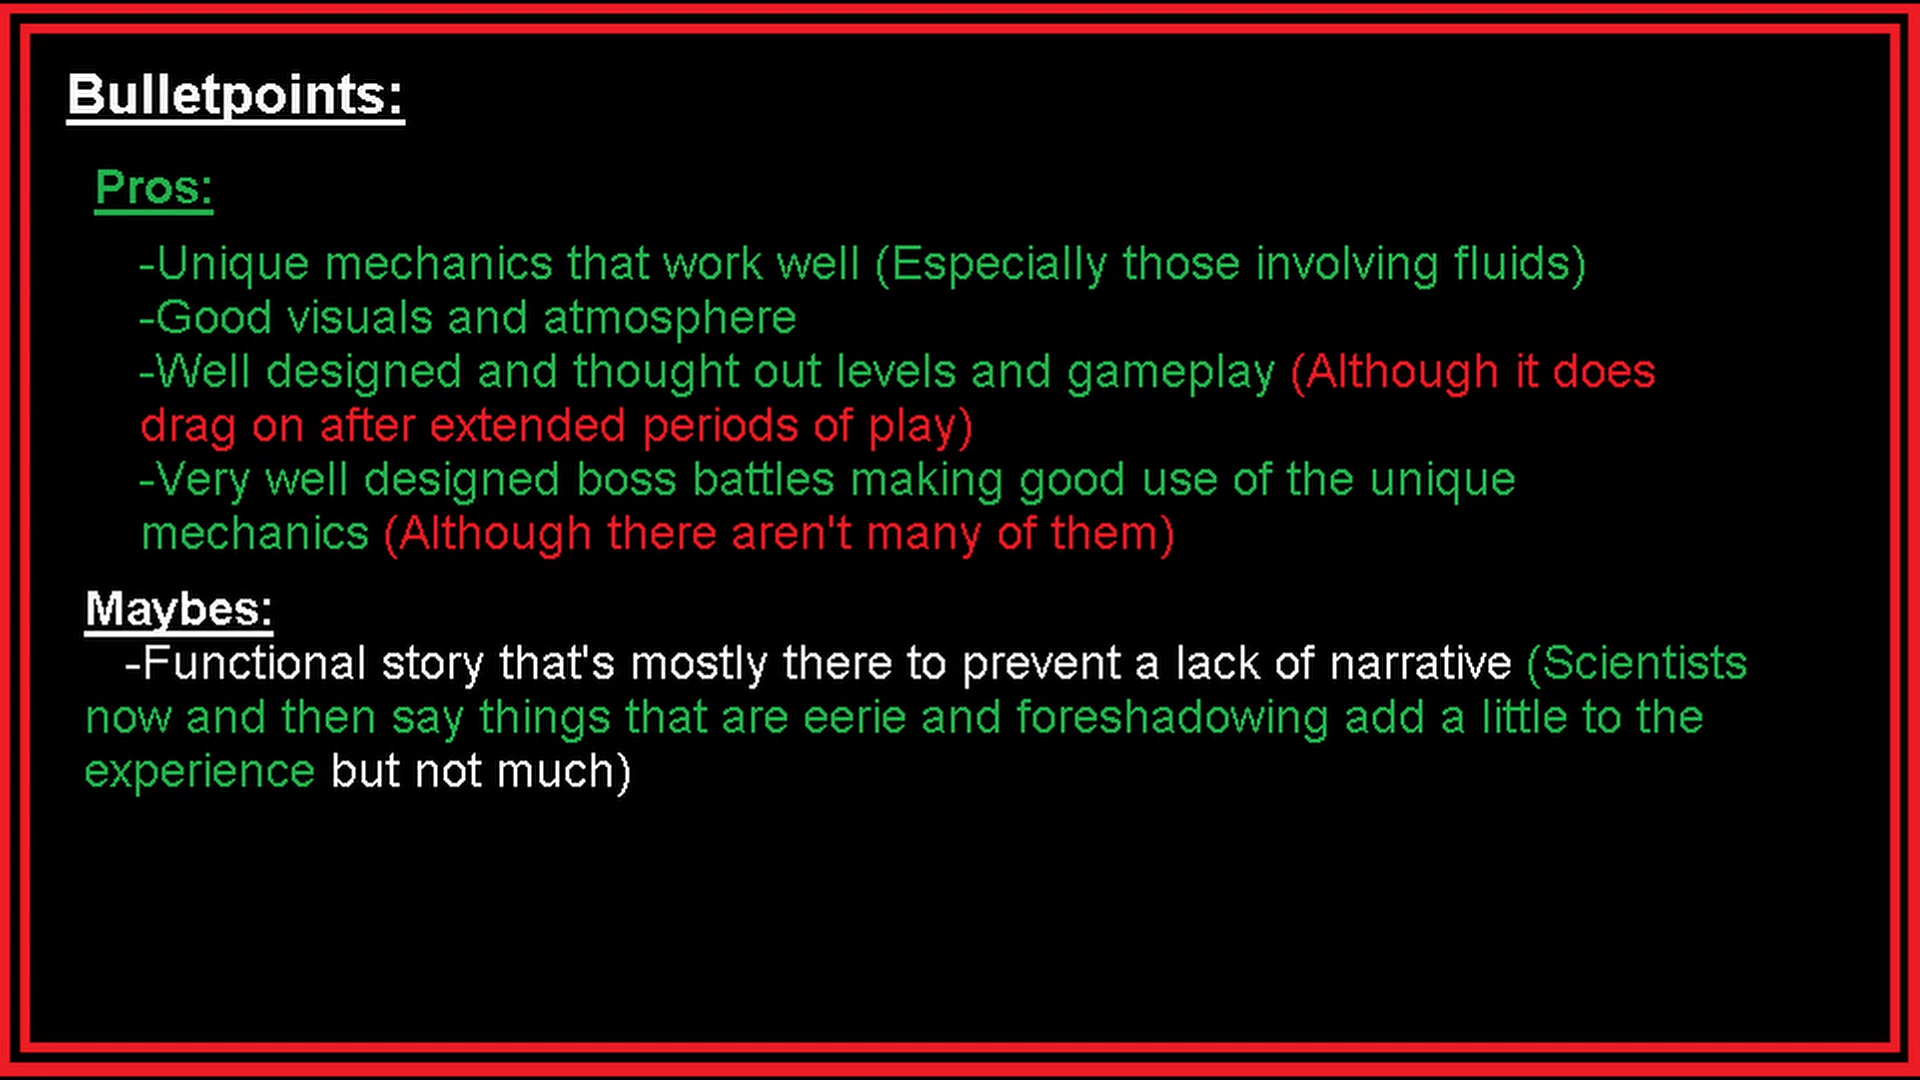 Bulletpoints:
Pros:
-Unique mechanics that work well (Especially those involving fluids)
-Good visuals and atmosphere
-Well designed and thought out levels and gameplay (Although it does
drag on after extended periods of play)
-Very well designed boss battles making good use of the unique
mechanics (Although there aren't many of them)
Maybes:
-Functional story that's mostly there to prevent a lack of narrative (Scientists
now and then say things that are eerie and foreshadowing add a little to the
experience but not much)